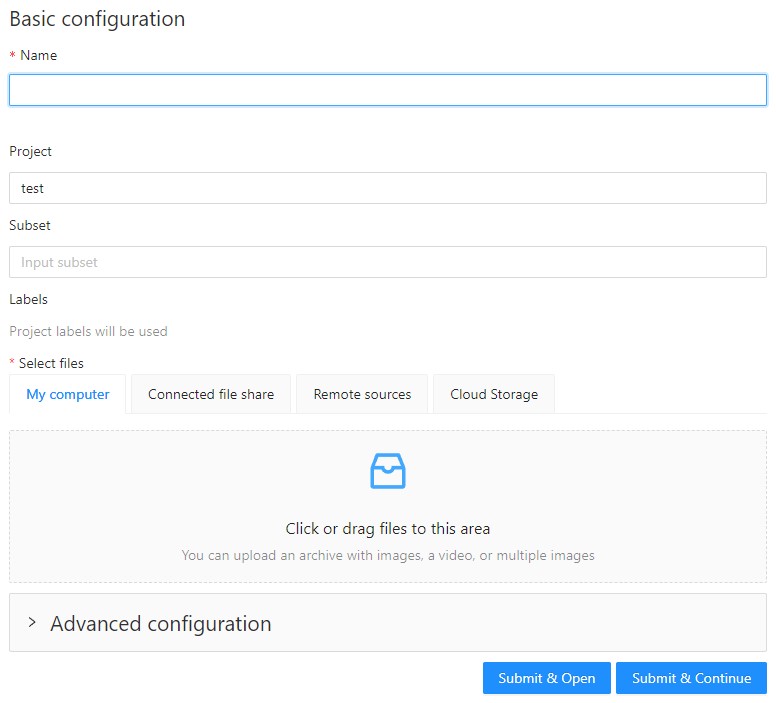 Basic configuration
* Name
Project
test
Subset
Input subset
Labels
Project labels will be used
* Select files
My computer Connected file share Remote sources Cloud Storage
Click or drag files to this area
You can upload an archive with images, a video, or multiple images
> Advanced configuration
Submit & Open Submit & Continue